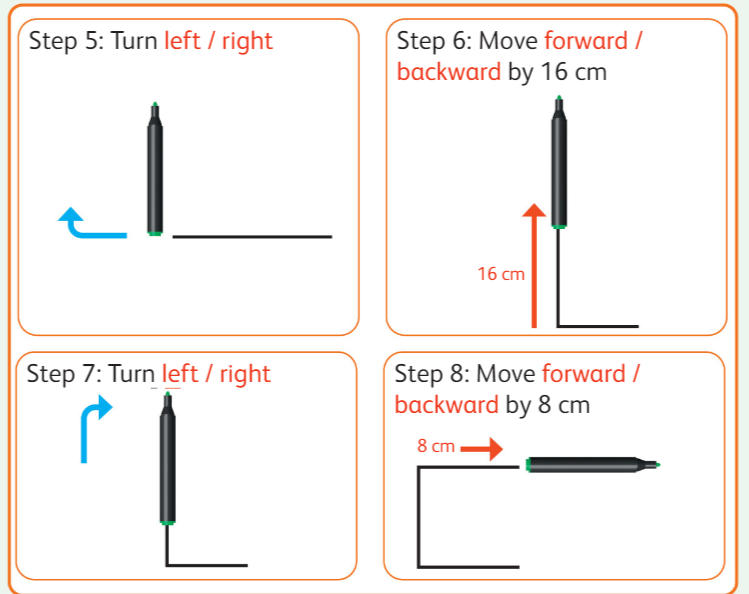 Step 5: Turn left / right
Step 6: Move forward /
backward by 16 cm
16 cm
Step 7: Turn left / right
Step 8: Move forward /
backward by 8 cm
8 cm